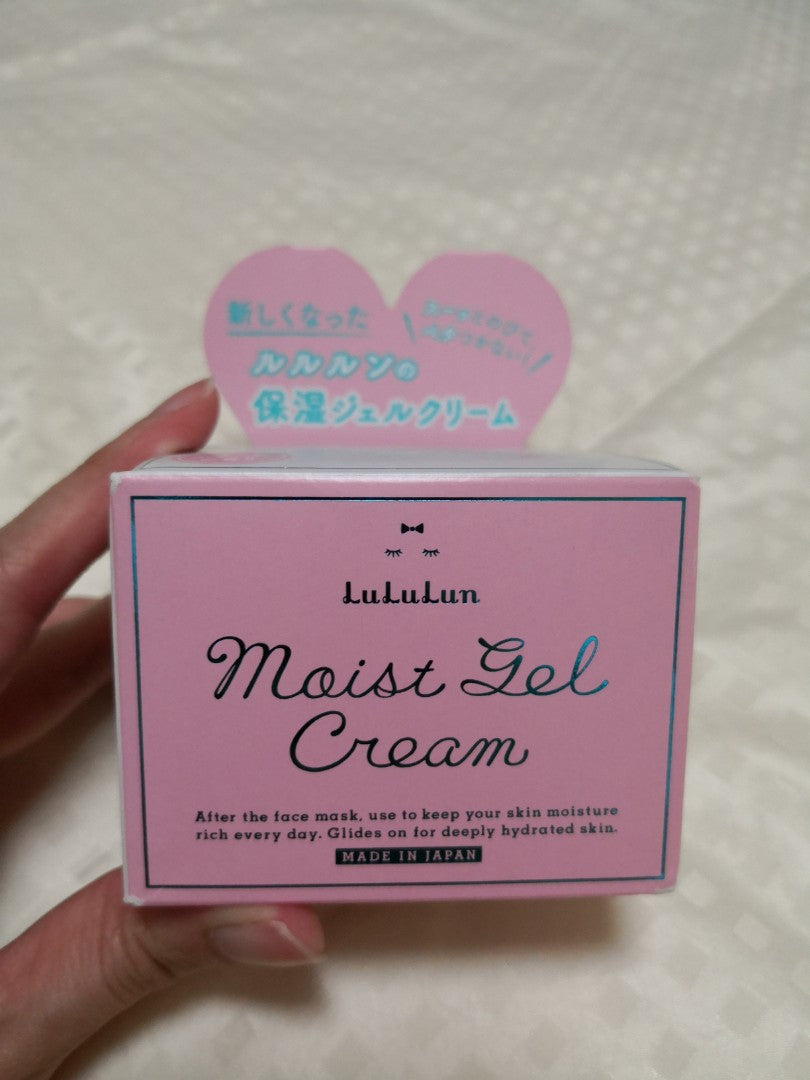 新しくなった
ルルルンの
保湿ジェルクリーム
LuLuLun
Moist Gel
Cream
After the face mask, use to keep your skin moisture
rich every day. Glides on for deeply hydrated skin.
MADE IN JAPAN